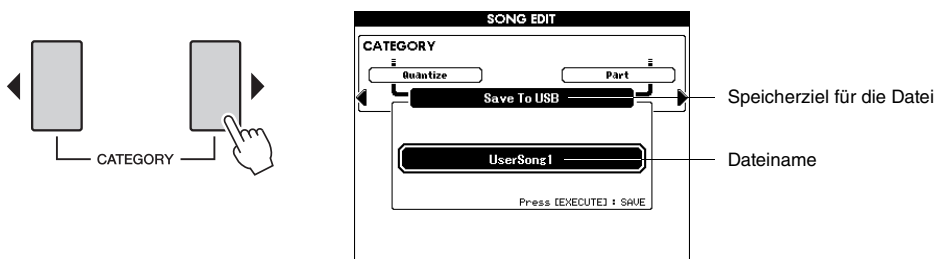 CATEGORY
SONG EDIT
CATEGORY
Quantize
Part
Save To USB
UserSong1
Press [EXECUTE] : SAVE
Speicherziel für die Datei
Dateiname